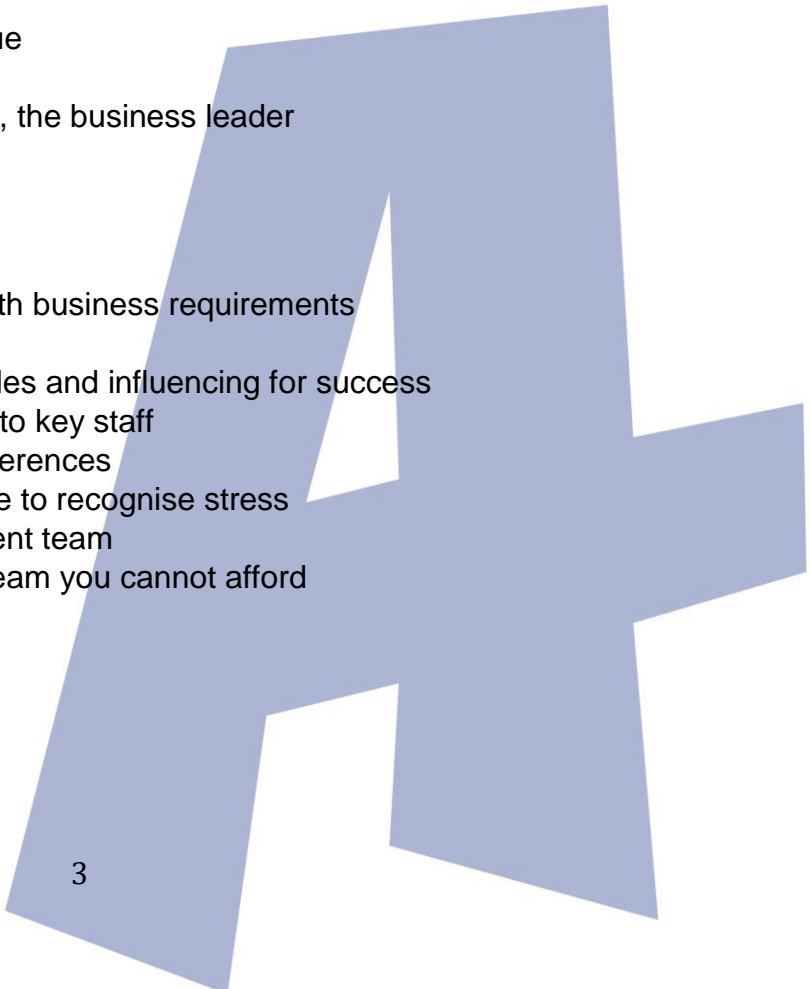 ue
, the business leader
th business requirements
les and influencing for success
to key staff
erences
e to recognise stress
ent team
eam you cannot afford
3